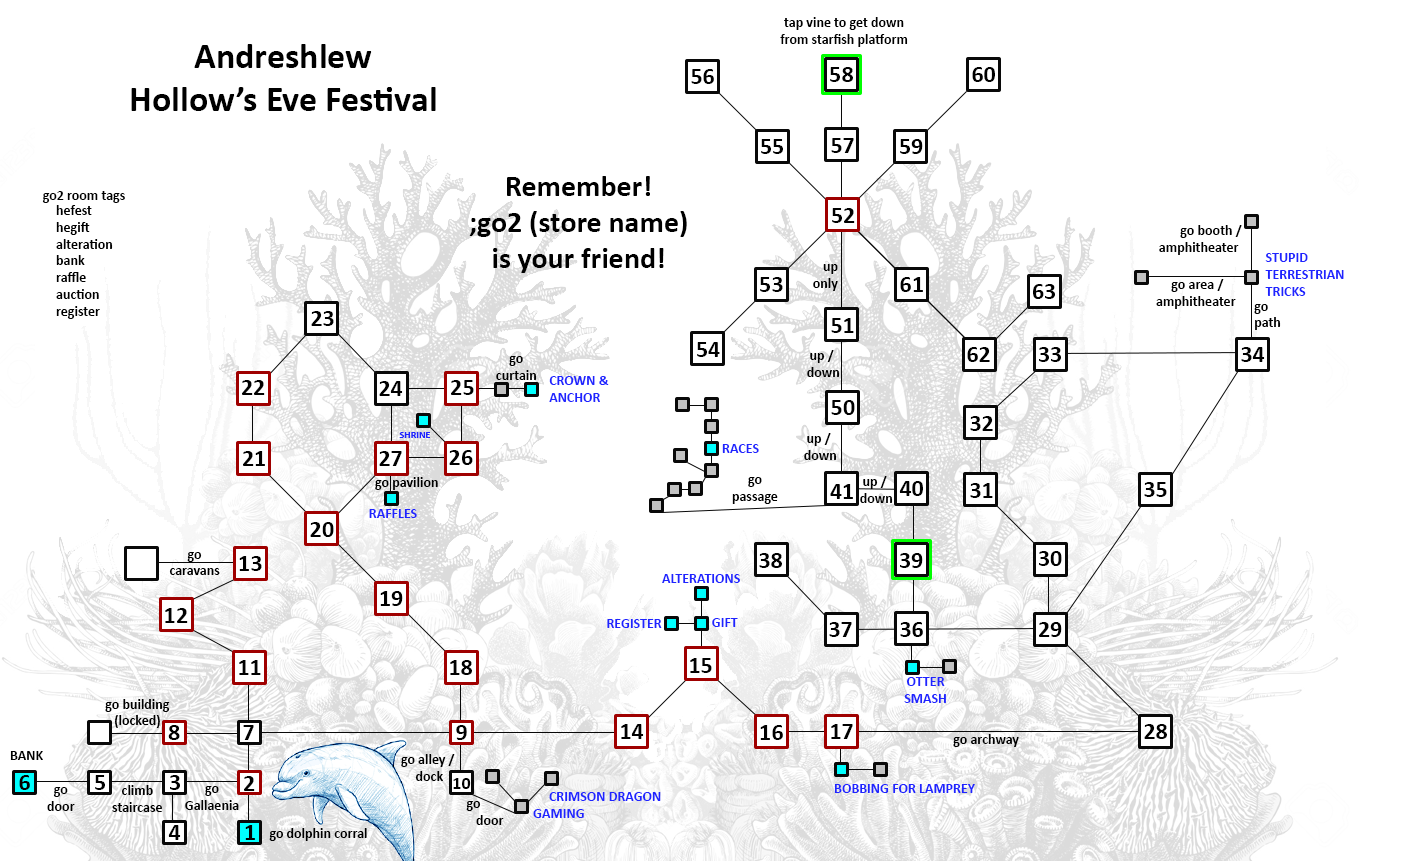 tap vine to get down
from starfish platform
Andreshlew
Hollow's Eve Festival
56
58
60
55
57
59
Remember!
;go2 (store name)
is your friend!
go2 room tags
hefest
hegift
alteration
bank
raffle
auction
register
52
go booth /
amphitheater
STUPID
TERRESTRIAN
TRICKS
go area /
amphitheater
go
path
up
only
53
61
63
23
51
54
62
33
34
up /
down
go
curtain
22
24
25
CROWN &
ANCHOR
50
32
SHRINE
up /
down
RACES
21
27
26
go pavilion
RAFFLES
go
passage
41
up /
down
40
31
35
20
go
caravans
13
38
39
30
ALTERATIONS
12
19
REGISTER
GIFT
37
36
29
11
18
15
OTTER
SMASH
go building
(locked)
8
7
9
14
16
17
go archway
28
BANK
6
go
door
5
climb
staircase
3
go
Gallaenia
2
go alley /
dock
10
go
door
CRIMSON DRAGON
GAMING
BOBBING FOR LAMPREY
4
1
go dolphin corral